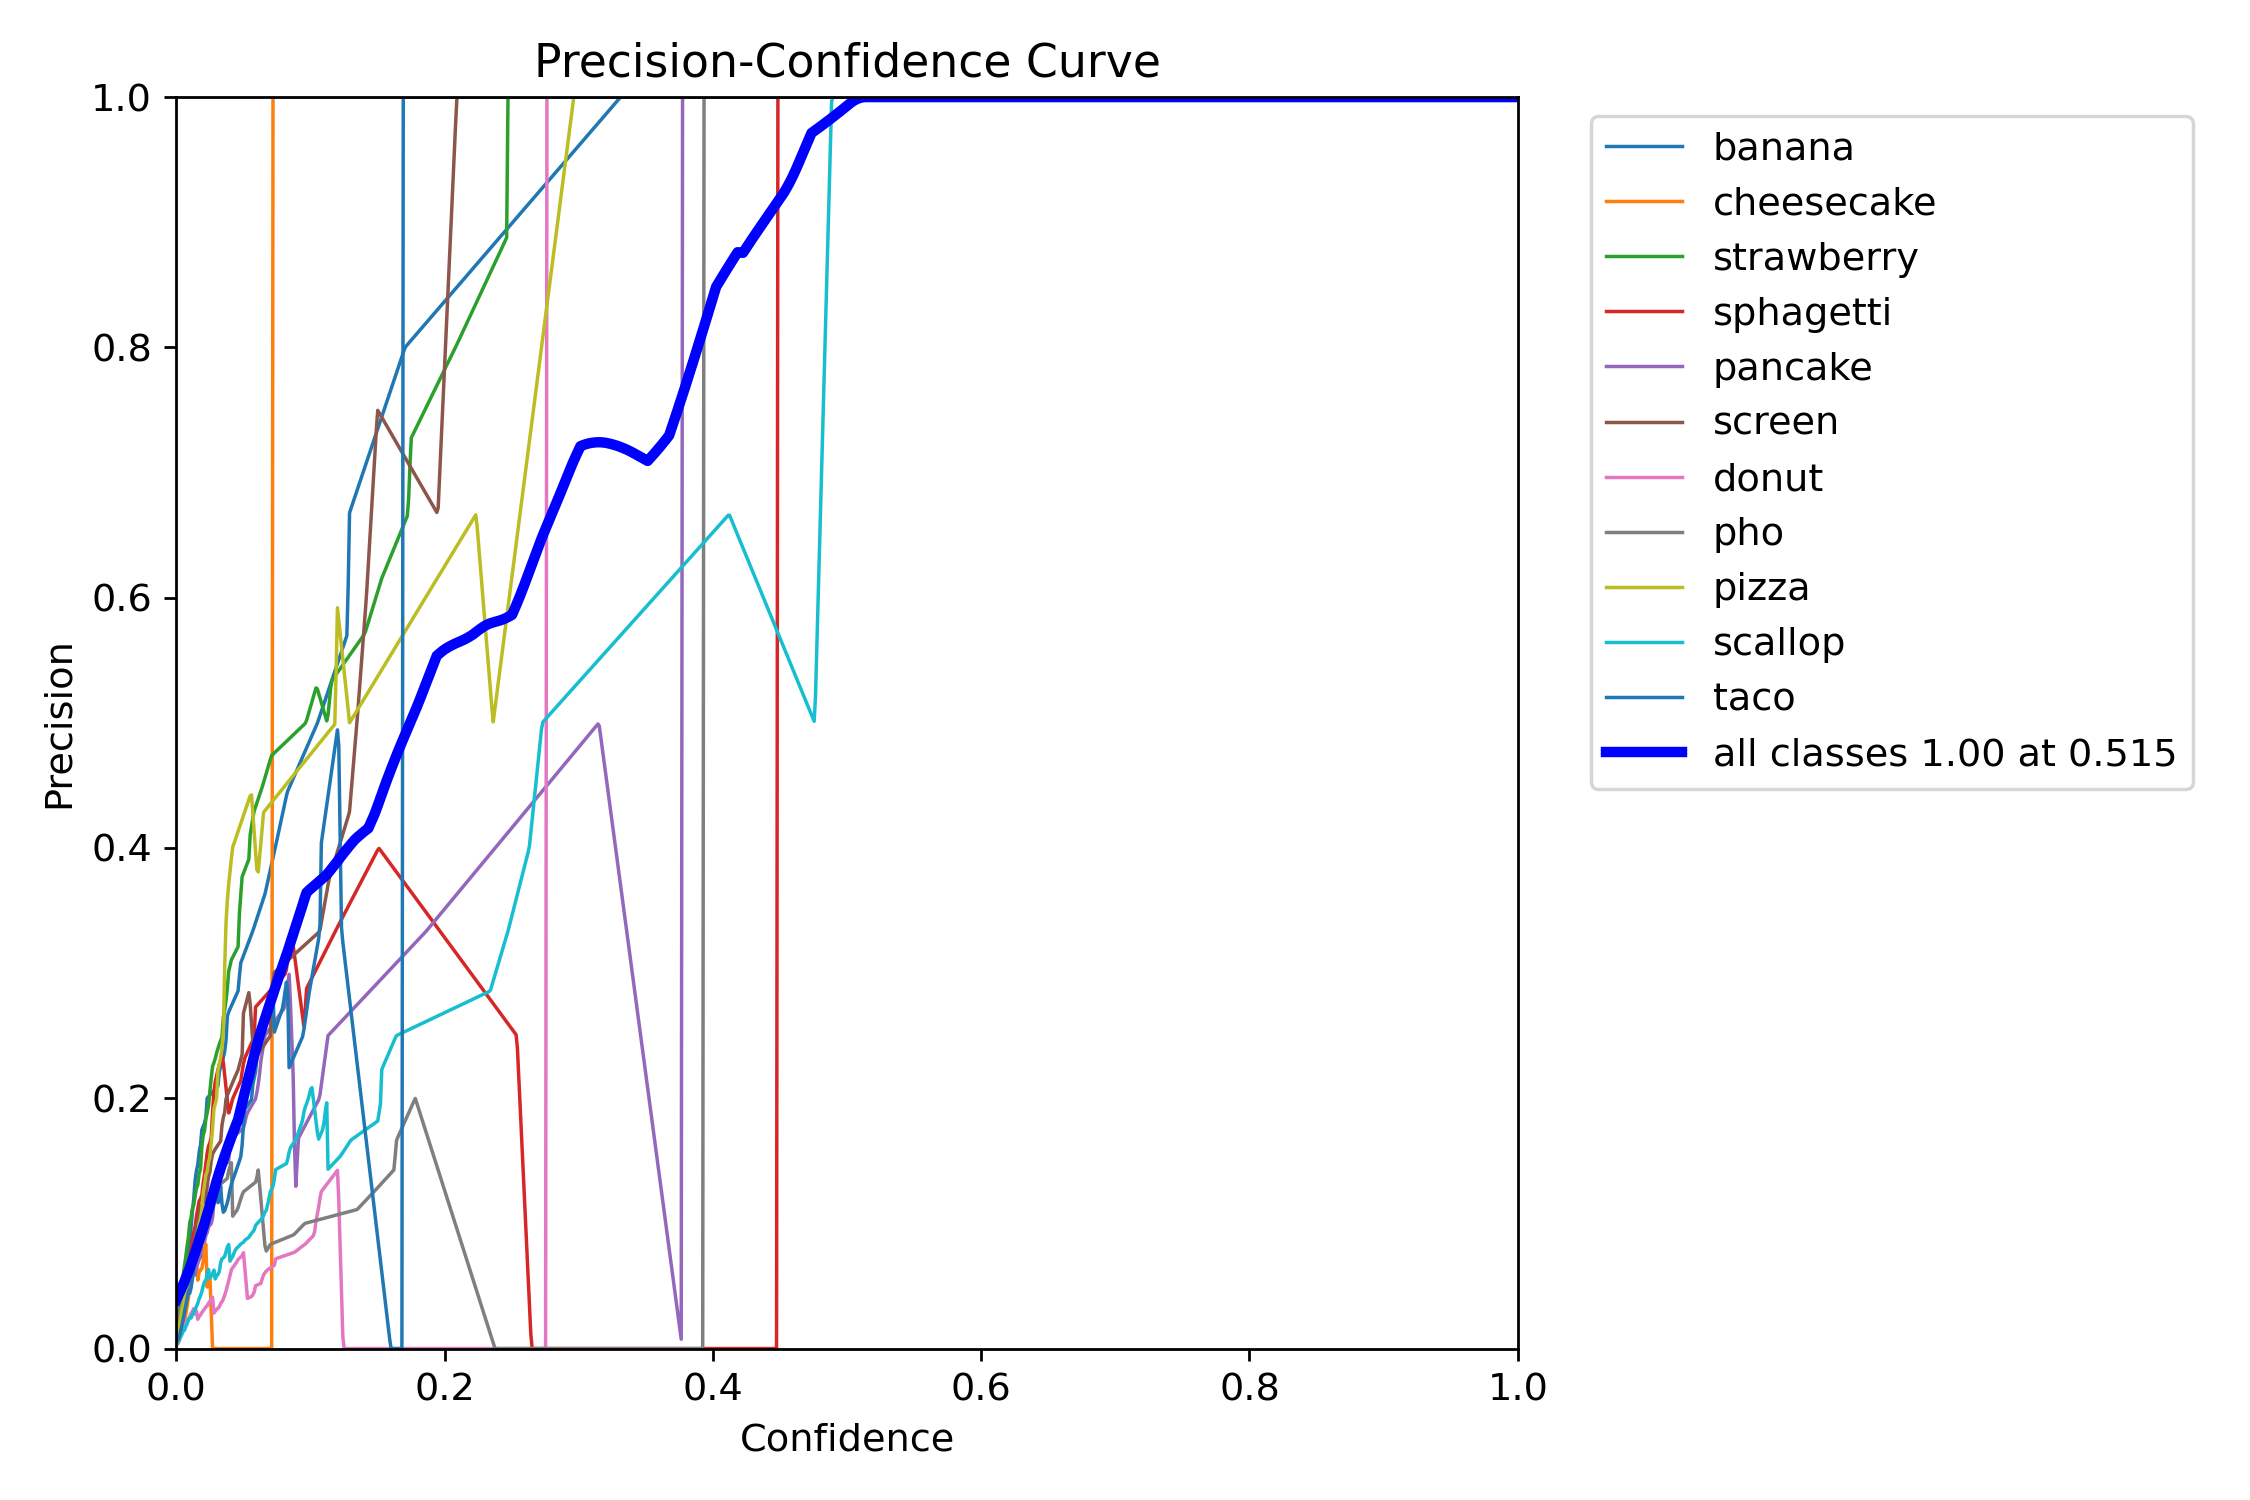 Precision-Confidence Curve
1.0
0.8
0.6
0.4
0.2
0.0
Precision
0.0 0.2 0.4 0.6 0.8 1.0
Confidence
banana
cheesecake
strawberry
sphagetti
pancake
screen
donut
pho
pizza
scallop
taco
all classes 1.00 at 0.515